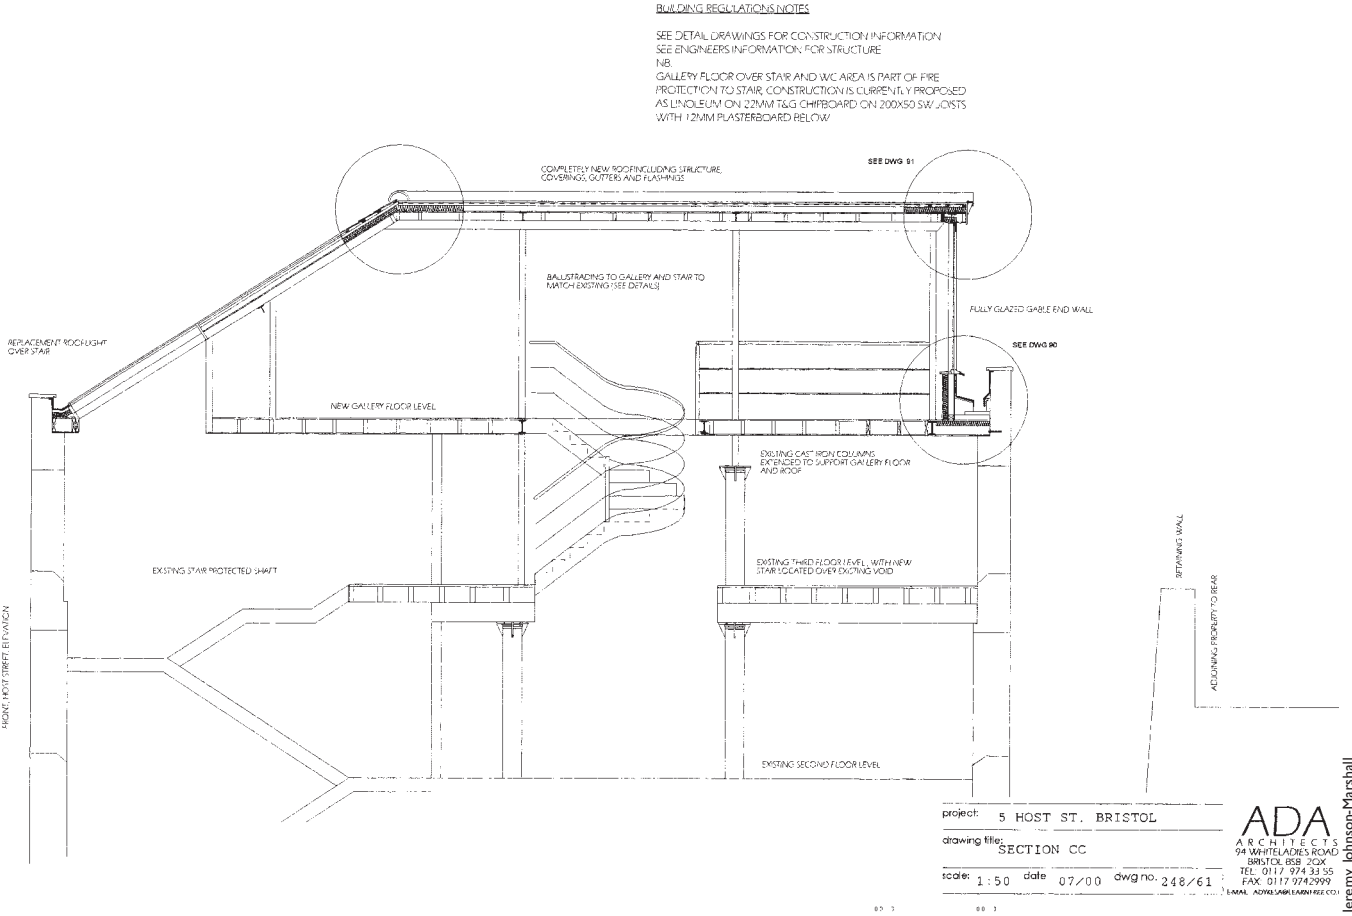 BUILDING REGULATIONS NOTES
SEE DETAIL DRAWINGS FOR CONSTRUCTION INFORMATION
SEE ENGINEERS INFORMATION FOR STRUCTURE
NB.
GALLERY FLOOR OVER STAIR AND WC AREA IS PART OF FIRE
PROTECTION TO STAIR, CONSTRUCTION IS CURRENTLY PROPOSED
AS LINOLEUM ON 22MM T&G CHIPBOARD ON 200X50 SW JOISTS
WITH 12MM PLASTERBOARD BELOW
COMPLETELY NEW ROOF INCLUDING STRUCTURE,
COVERINGS, GUTTERS AND FLASHINGS
SEE DWG 91
BALUSTRADING TO GALLERY AND STAIR TO
MATCH EXISTING (SEE DETAILS)
FULLY GLAZED GABLE END WALL
REPLACEMENT ROOFLIGHT
OVER STAIR
SEE DWG 90
NEW GALLERY FLOOR LEVEL
EXISTING CAST IRON COLUMNS
EXTENDED TO SUPPORT GALLERY FLOOR
AND ROOF
EXISTING STAIR PROTECTED SHAFT
EXISTING THIRD FLOOR LEVEL, WITH NEW
STAIR LOCATED OVER EXISTING VOID
RETAINING WALL
ADJOINING PROPERTY TO REAR
FRONT, HOST STREET, ELEVATION
EXISTING SECOND FLOOR LEVEL
project: 5 HOST ST. BRISTOL
drawing title: SECTION CC
scale: 1:50 date 07/00 dwg no. 248/61
ADA
ARCHITECTS
94 WHITELADIES ROAD
BRISTOL BS8 2QX
TEL: 0117 974 33 55
FAX: 0117 9742999
Jeremy Johnson-Marshall